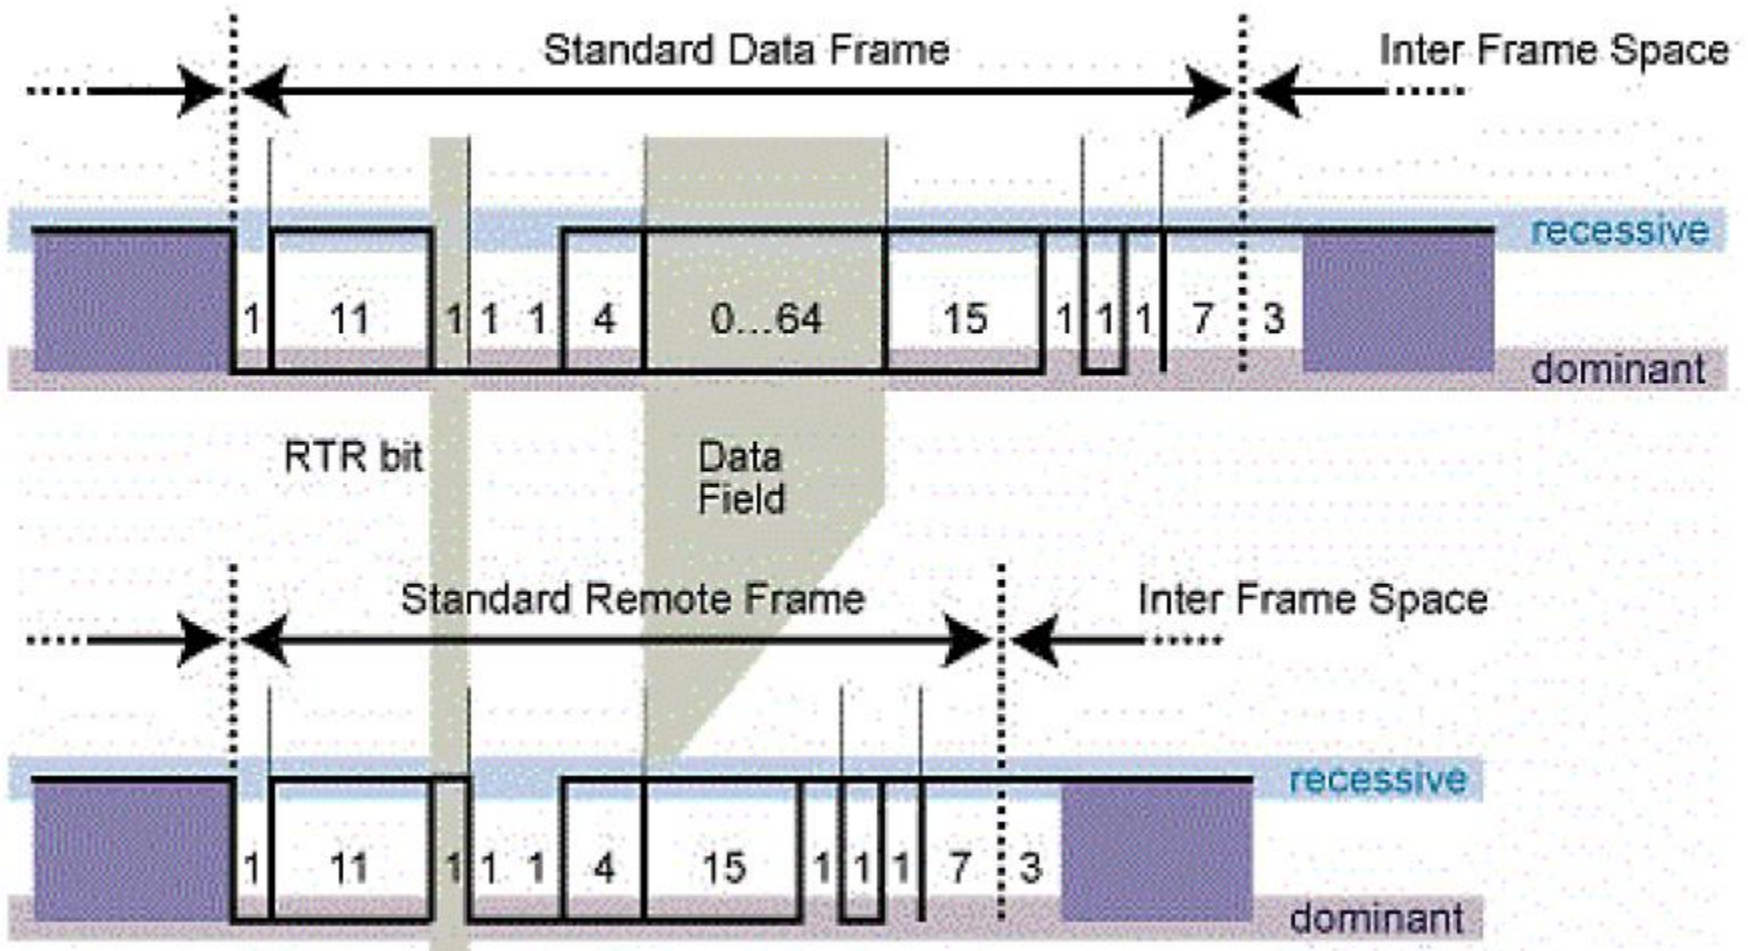 Standard Data Frame Inter Frame Space
recessive
1 11 1 1 1 4 0...64 15 1 1 1 7 3
dominant
RTR bit Data
Field
Standard Remote Frame Inter Frame Space
recessive
1 11 1 1 1 4 15 1 1 1 7 3
dominant